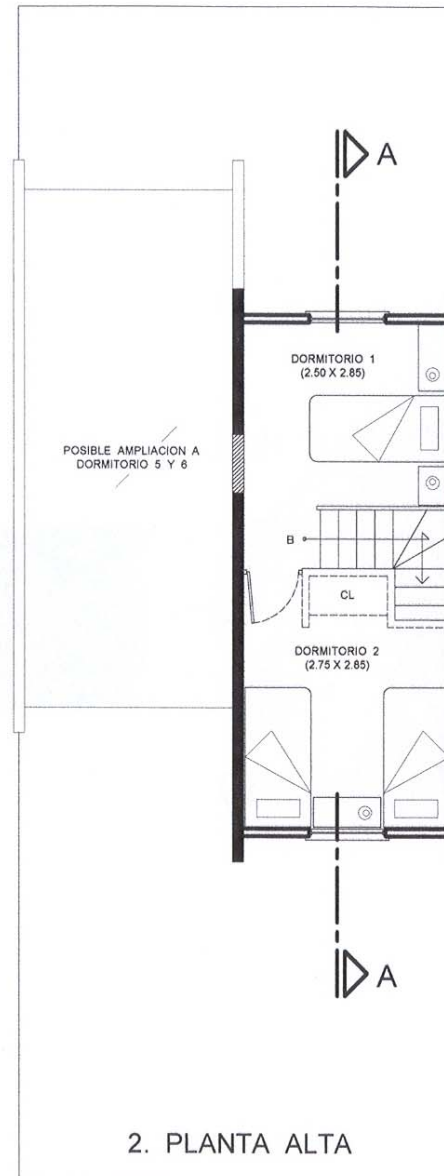 A
DORMITORIO 1
(2.50 X 2.85)
POSIBLE AMPLIACION A
DORMITORIO 5 Y 6
B
CL
DORMITORIO 2
(2.75 X 2.85)
A
2. PLANTA ALTA